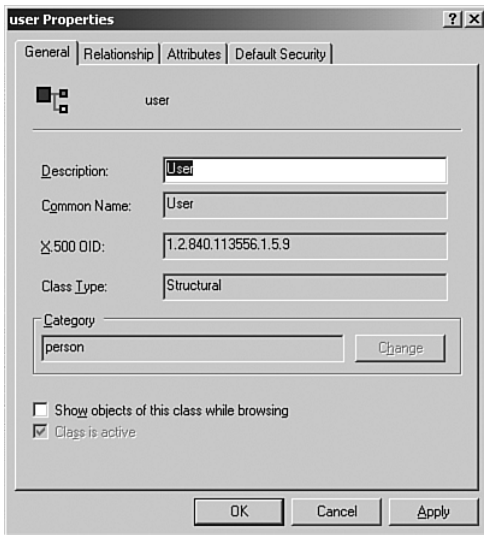 user Properties
? X
General Relationship Attributes Default Security
user
Description: User
Common Name: User
X.500 OID: 1.2.840.113556.1.5.9
Class Type: Structural
Category
person Change
Show objects of this class while browsing
Class is active
OK Cancel Apply